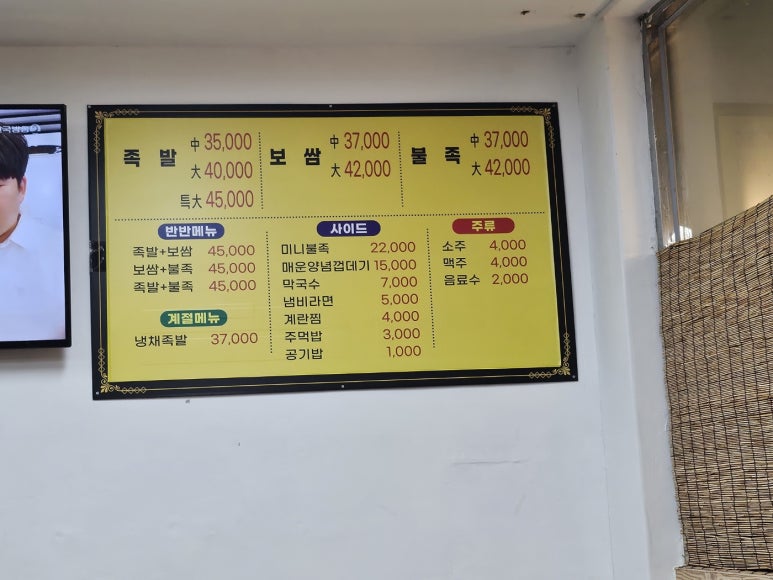 족발 中 35,000
大 40,000
특大 45,000
보쌈 中 37,000
大 42,000
불족 中 37,000
大 42,000
반반메뉴
족발+보쌈 45,000
보쌈+불족 45,000
족발+불족 45,000
계절메뉴
냉채족발 37,000
사이드
미니불족 22,000
매운양념껍데기 15,000
막국수 7,000
냄비라면 5,000
계란찜 4,000
주먹밥 3,000
공기밥 1,000
주류
소주 4,000
맥주 4,000
음료수 2,000